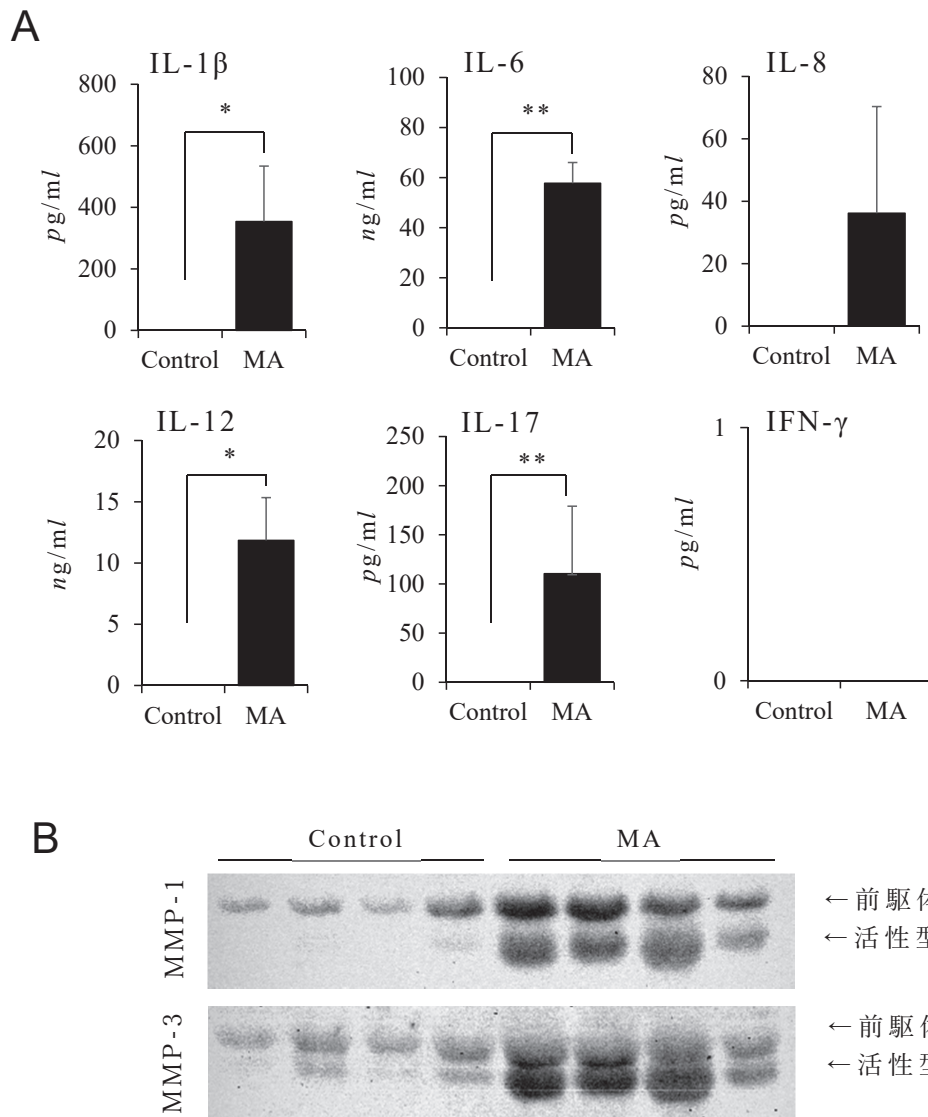 A
IL-1β
IL-6
IL-8
800
600
400
200
0
pg/ml
*
Control MA
100
80
60
40
20
0
ng/ml
**
Control MA
80
60
40
20
0
pg/ml
Control MA
IL-12
IL-17
IFN-γ
20
15
10
5
0
ng/ml
*
Control MA
250
200
150
100
50
0
pg/ml
**
Control MA
1
0
pg/ml
Control MA
B
Control MA
MMP-1
←前駆体
←活性型
MMP-3
←前駆体
←活性型